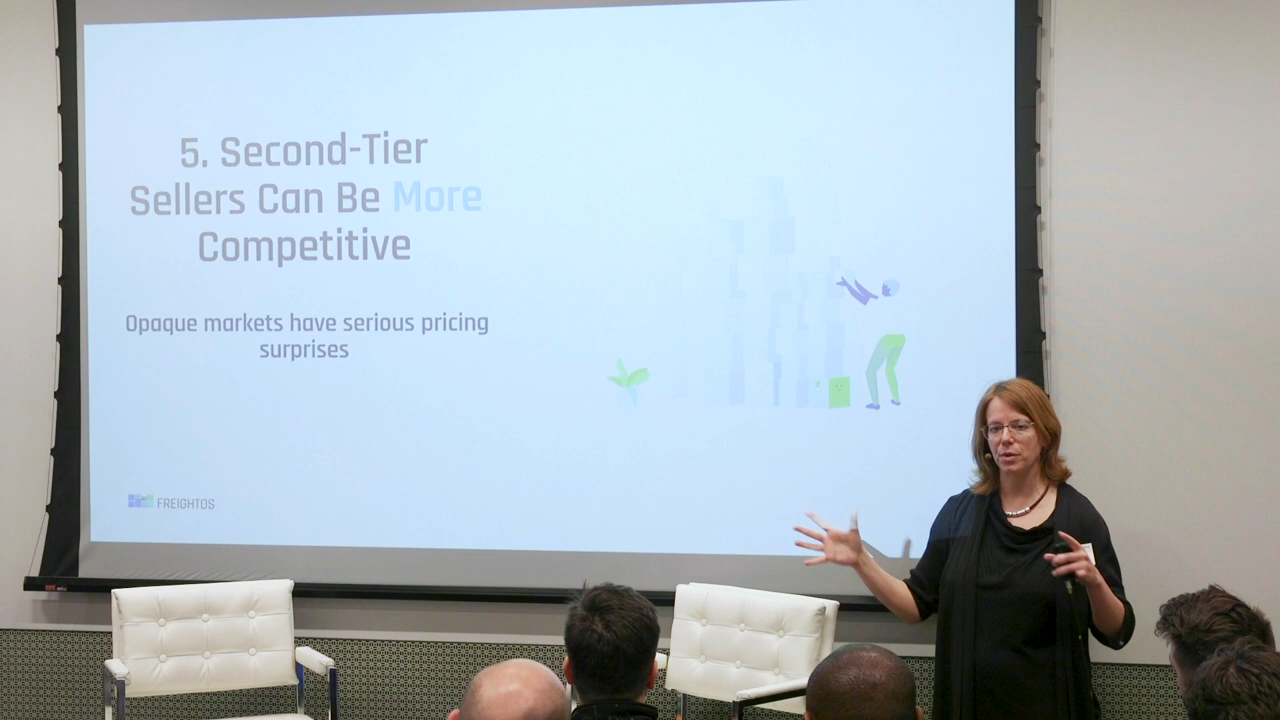 5. Second-Tier
Sellers Can Be More
Competitive
Opaque markets have serious pricing
surprises
FREIGHTOS